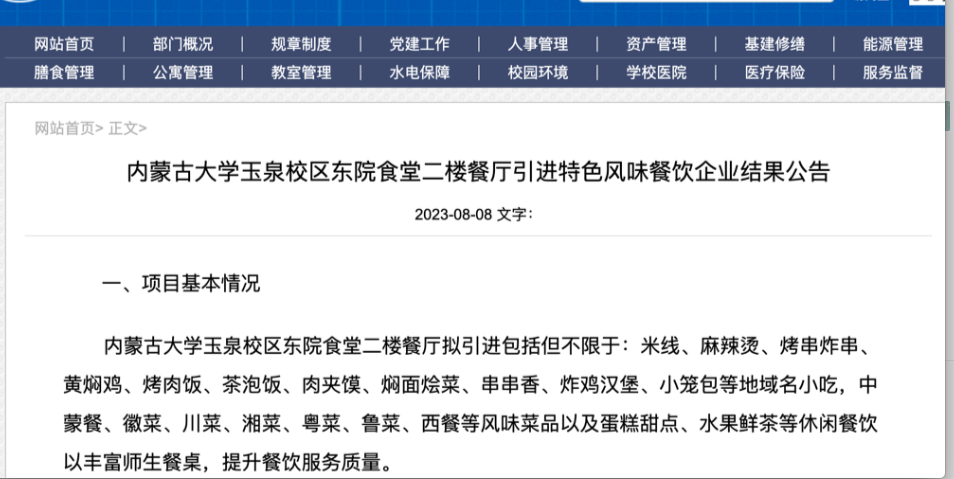 网站首页 | 部门概况 | 规章制度 | 党建工作 | 人事管理 | 资产管理 | 基建修缮 | 能源管理
膳食管理 | 公寓管理 | 教室管理 | 水电保障 | 校园环境 | 学校医院 | 医疗保险 | 服务监督
网站首页> 正文>
内蒙古大学玉泉校区东院食堂二楼餐厅引进特色风味餐饮企业结果公告
2023-08-08 文字：
一、项目基本情况
内蒙古大学玉泉校区东院食堂二楼餐厅拟引进包括但不限于：米线、麻辣烫、烤串炸串、
黄焖鸡、烤肉饭、茶泡饭、肉夹馍、焖面烩菜、串串香、炸鸡汉堡、小笼包等地域名小吃，中
蒙餐、徽菜、川菜、湘菜、粤菜、鲁菜、西餐等风味菜品以及蛋糕甜点、水果鲜茶等休闲餐饮
以丰富师生餐桌，提升餐饮服务质量。